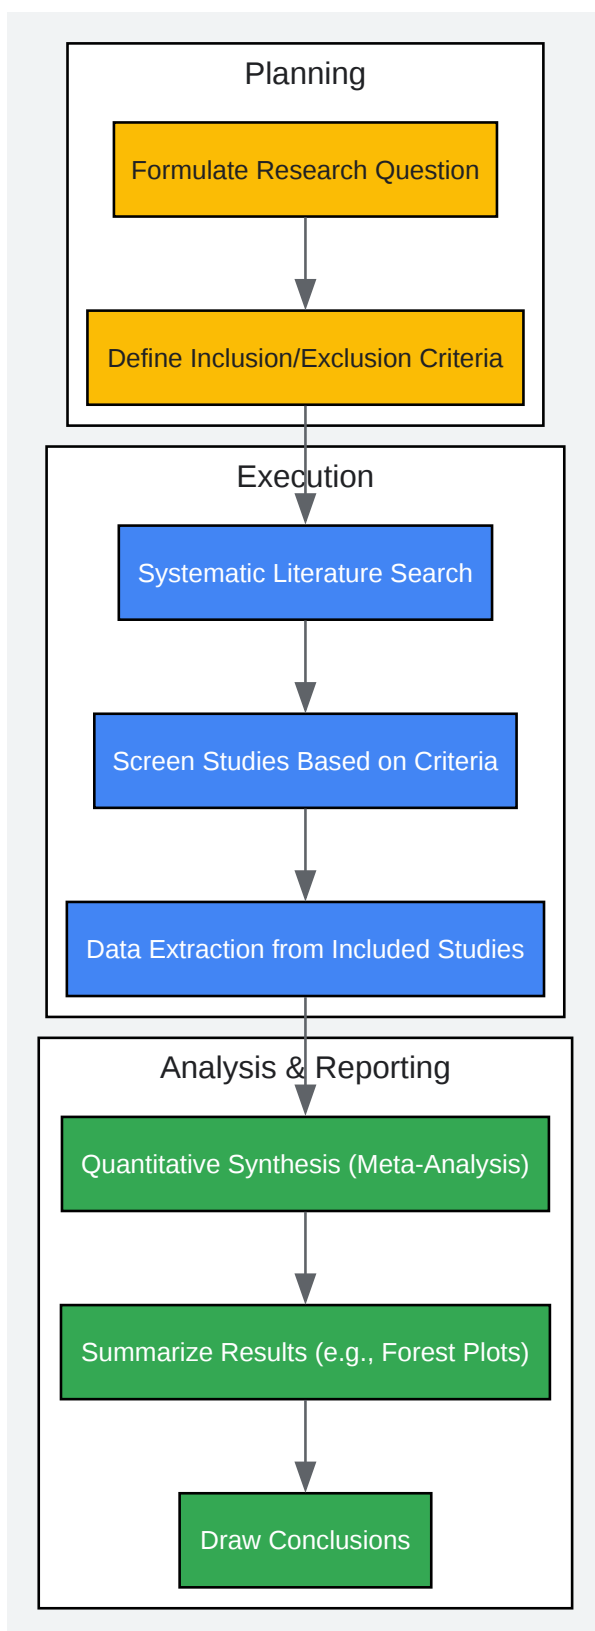 Planning
Formulate Research Question
Define Inclusion/Exclusion Criteria
Execution
Systematic Literature Search
Screen Studies Based on Criteria
Data Extraction from Included Studies
Analysis & Reporting
Quantitative Synthesis (Meta-Analysis)
Summarize Results (e.g., Forest Plots)
Draw Conclusions